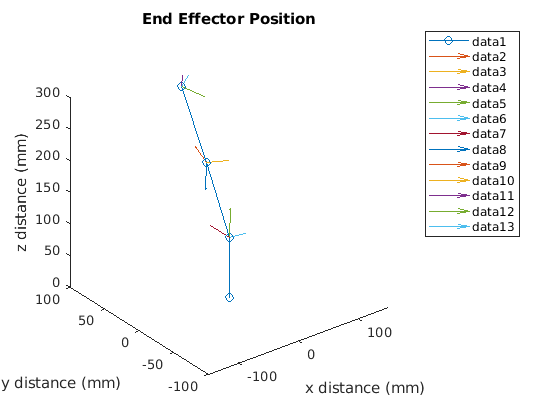 End Effector Position
data1
data2
data3
data4
data5
data6
data7
data8
data9
data10
data11
data12
data13
z distance (mm)
300
250
200
150
100
50
0
100
50
0
-50
-100
y distance (mm)
-100
0
100
x distance (mm)